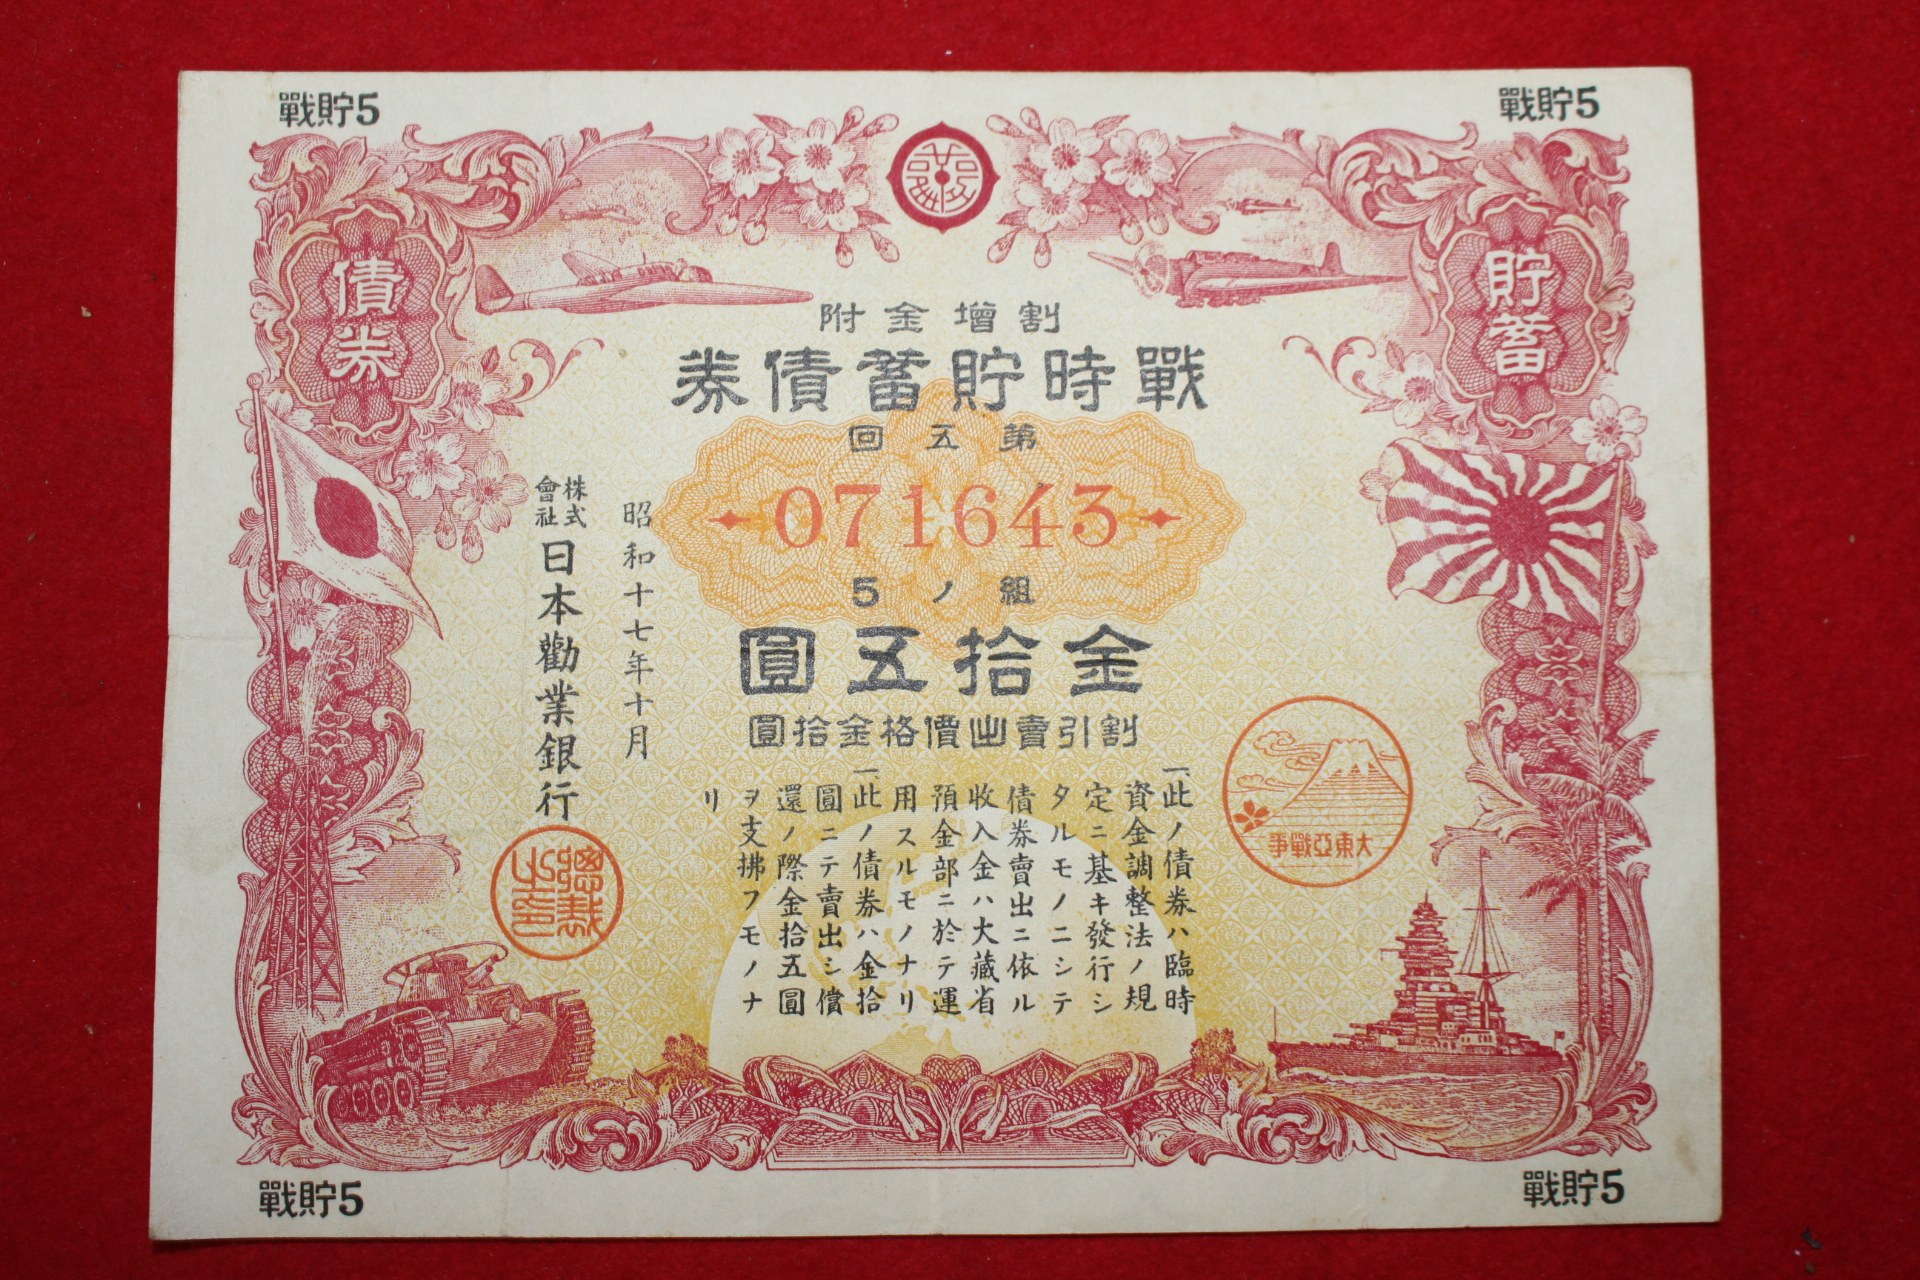 戰貯5
戰貯5
貯蓄
債券
割增金附
戰時貯蓄債券
第五回
071643
組ノ5
金拾五圓
割引賣出價格金拾圓
一、此ノ債券ハ臨時
資金調整法ノ規
定ニ基キ發行シ
タルモノニシテ
債券賣出ニ依ル
收入金ハ大藏省
預金部ニ於テ運
用スルモノナリ
一、此ノ債券ハ金拾
圓ニテ賣出シ償
還ノ際金拾五圓
ヲ支拂フモノナ
リ
昭和十七年十月
株式會社日本勸業銀行
總裁之印
大東亞戰爭
戰貯5
戰貯5